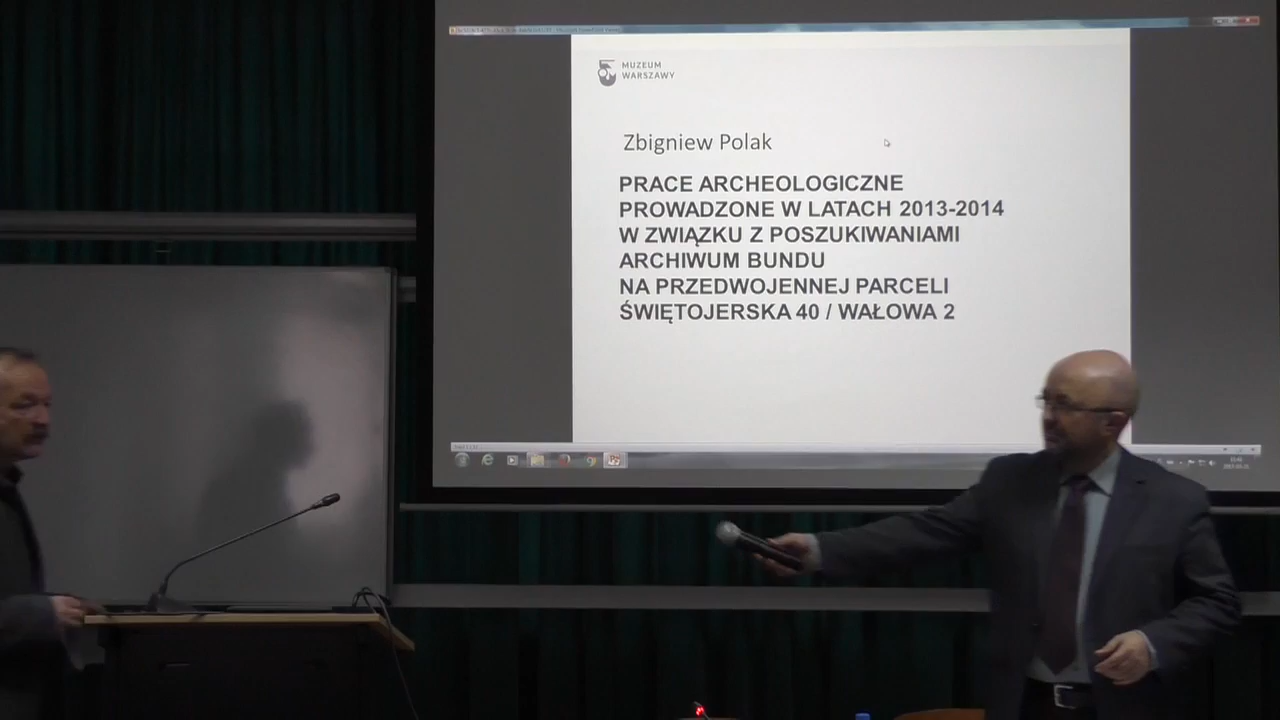 MUZEUM
WARSZAWY
Zbigniew Polak
PRACE ARCHEOLOGICZNE
PROWADZONE W LATACH 2013-2014
W ZWIĄZKU Z POSZUKIWANIAMI
ARCHIWUM BUNDU
NA PRZEDWOJENNEJ PARCELI
ŚWIĘTOJERSKA 40 / WAŁOWA 2